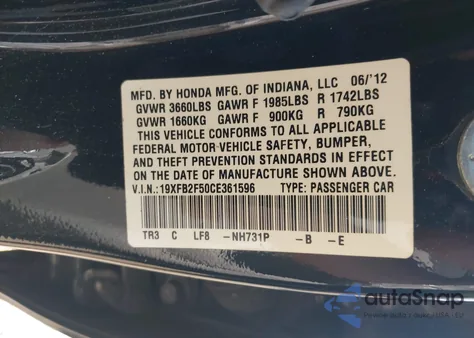 MFD. BY HONDA MFG. OF INDIANA, LLC 06/'12
GVWR 3660LBS GAWR F 1985LBS R 1742LBS
GVWR 1660KG GAWR F 900KG R 790KG
THIS VEHICLE CONFORMS TO ALL APPLICABLE
FEDERAL MOTOR VEHICLE SAFETY, BUMPER,
AND THEFT PREVENTION STANDARDS IN EFFECT
ON THE DATE OF MANUFACTURE SHOWN ABOVE.
V.I.N.:19XFB2F50CE361596 TYPE: PASSENGER CAR
TR3 C LF8 -NH731P -B -E
autoSnap